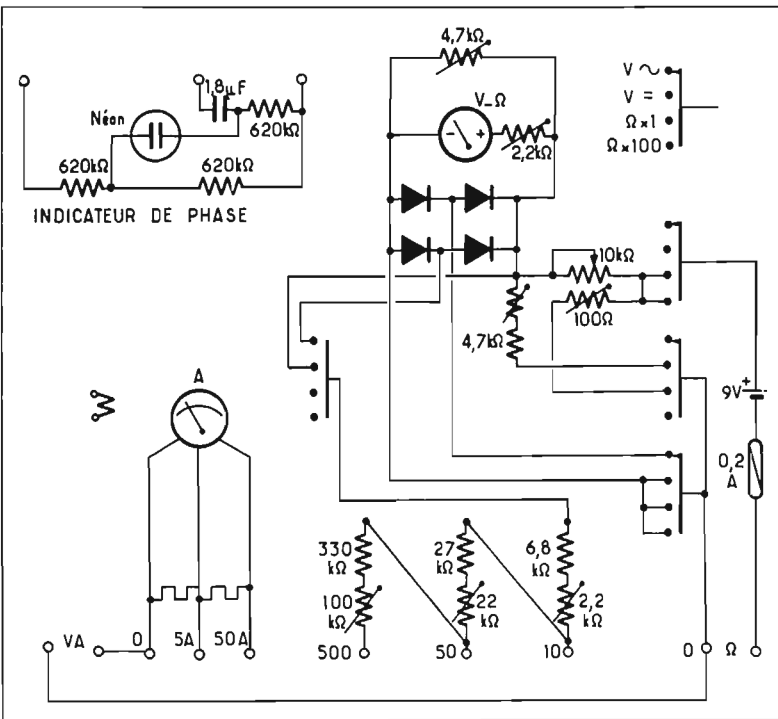 4,7kΩ
1,8µF
Néon
620kΩ
620kΩ
620kΩ
INDICATEUR DE PHASE
V_Ω
- +
2,2kΩ
V ~
V =
Ω×1
Ω×100
10kΩ
100Ω
4,7kΩ
9V + -
0,2
A
A
330
kΩ
100
kΩ
27
kΩ
22
kΩ
6,8
kΩ
2,2
kΩ
VA
0
5A
50A
500
50
10
0
Ω